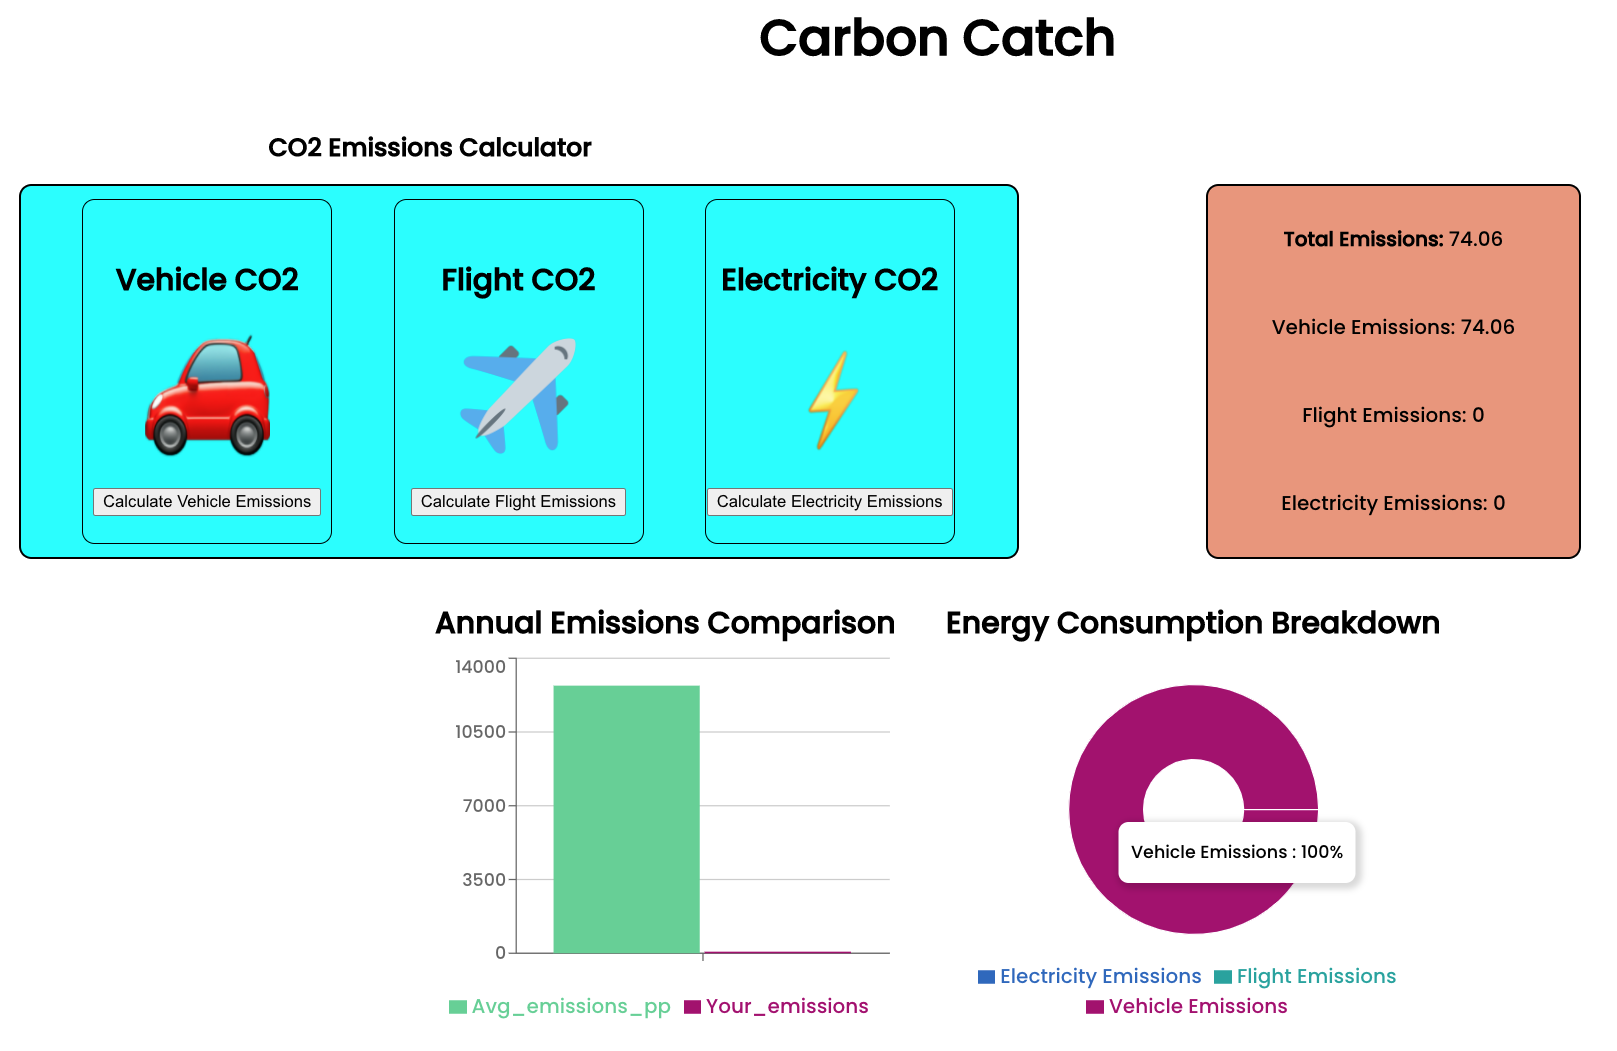 Carbon Catch
CO2 Emissions Calculator
Vehicle CO2
Calculate Vehicle Emissions
Flight CO2
Calculate Flight Emissions
Electricity CO2
Calculate Electricity Emissions
Total Emissions: 74.06
Vehicle Emissions: 74.06
Flight Emissions: 0
Electricity Emissions: 0
Annual Emissions Comparison
14000
10500
7000
3500
0
Avg_emissions_pp
Your_emissions
Energy Consumption Breakdown
Vehicle Emissions : 100%
Electricity Emissions
Flight Emissions
Vehicle Emissions